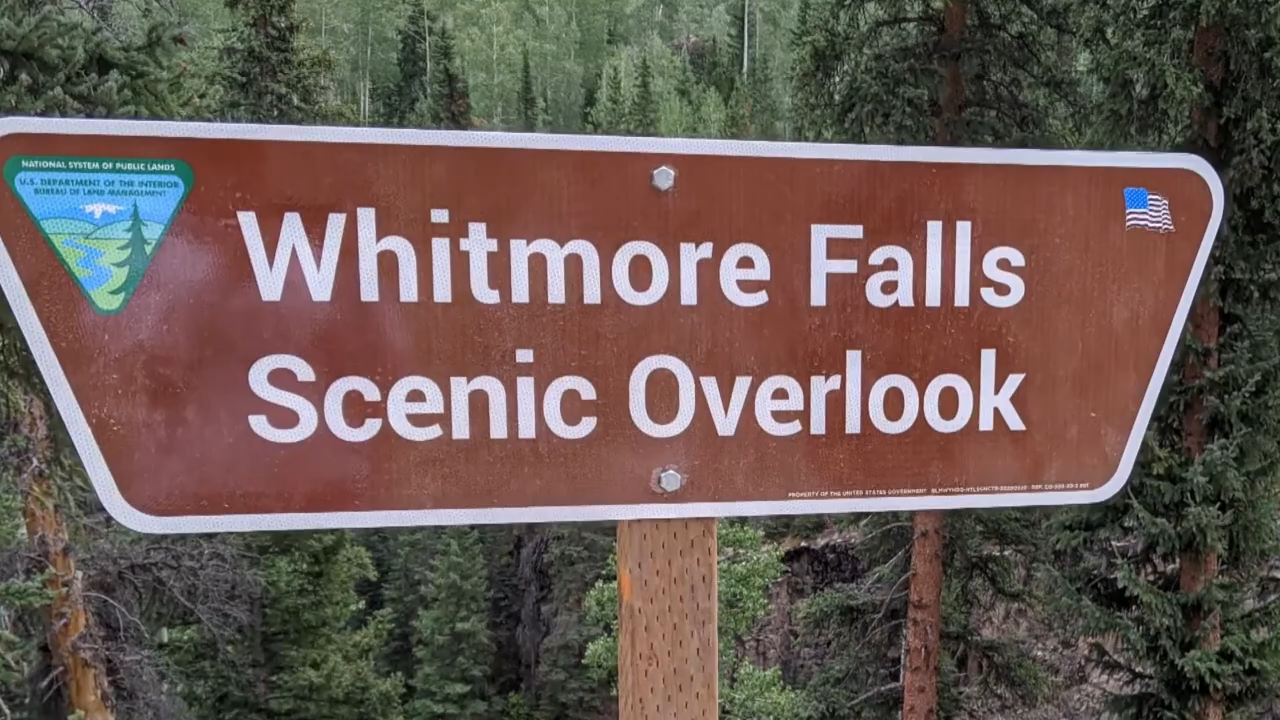 NATIONAL SYSTEM OF PUBLIC LANDS
U.S. DEPARTMENT OF THE INTERIOR
BUREAU OF LAND MANAGEMENT
Whitmore Falls
Scenic Overlook
PROPERTY OF THE UNITED STATES GOVERNMENT